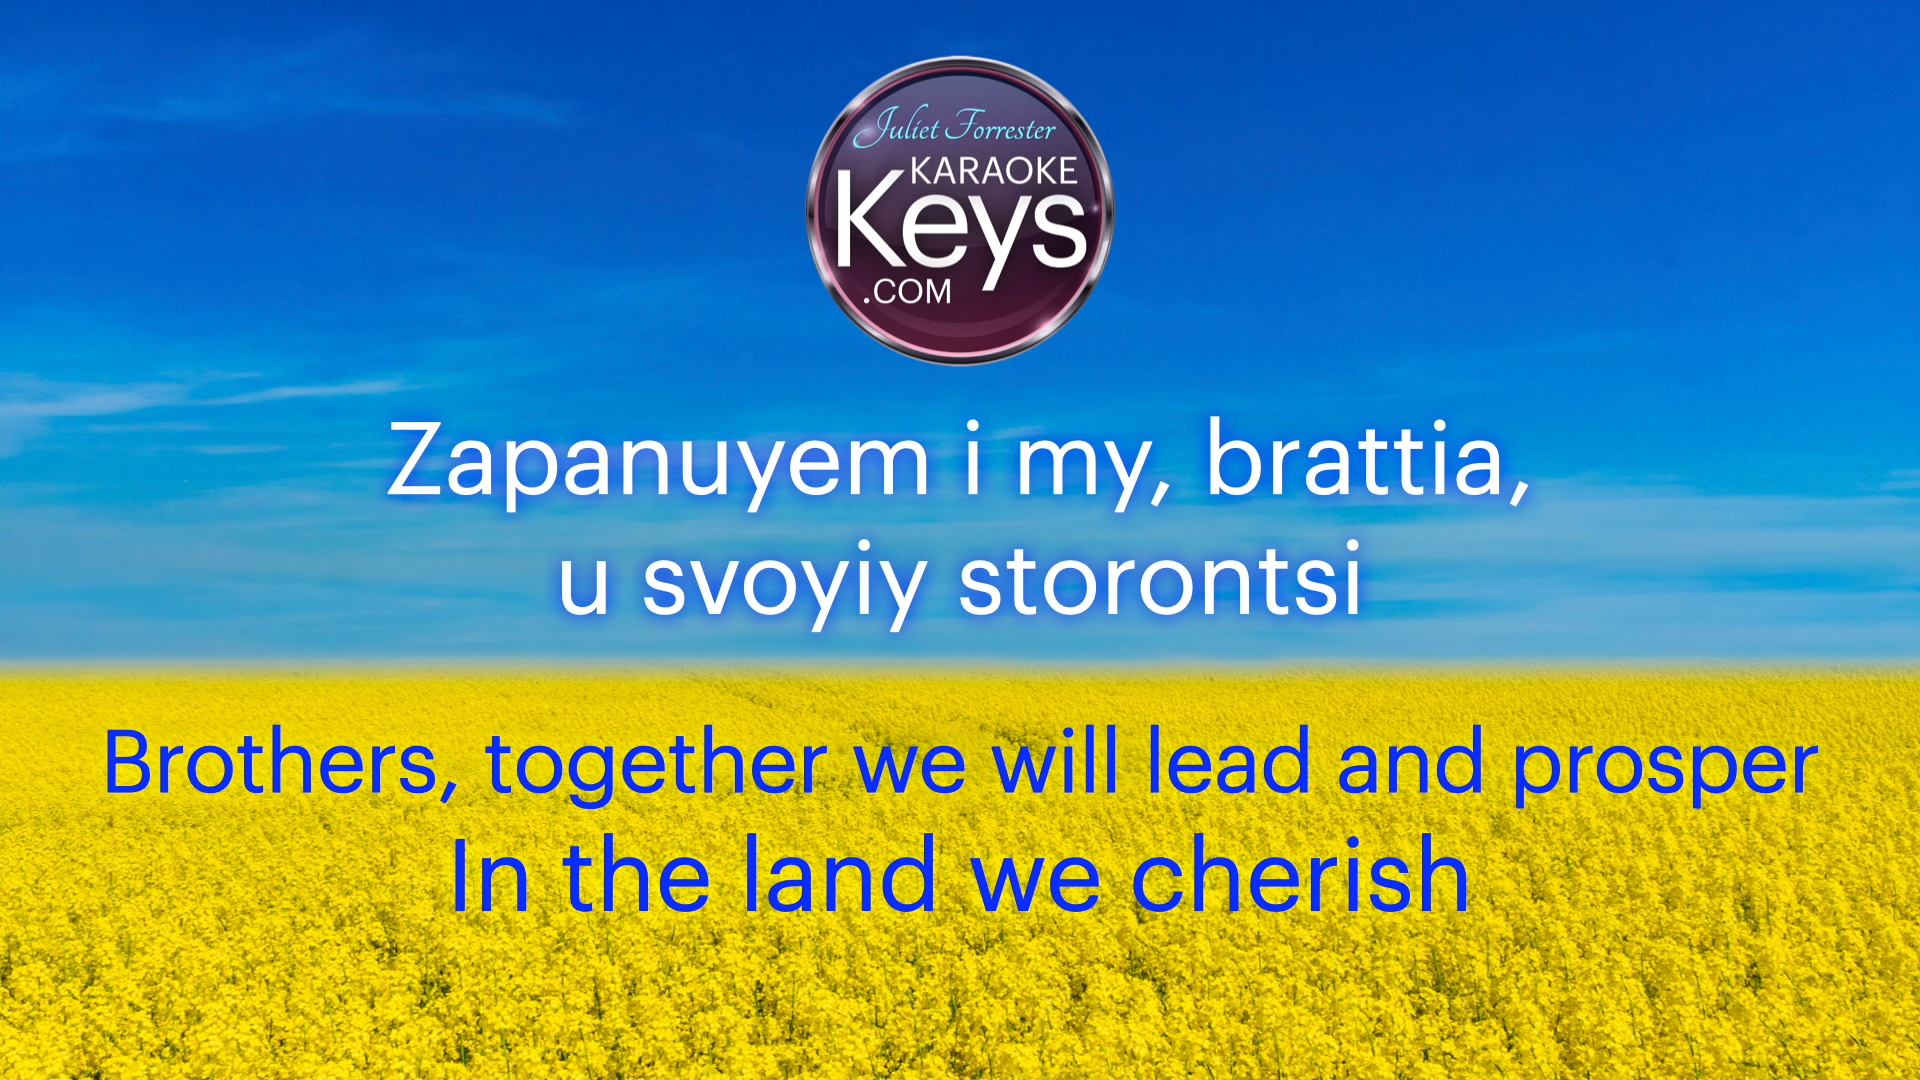 Juliet Forrester
KARAOKE
Keys
.COM
Zapanuyem i my, brattia,
u svoyiy storontsi
Brothers, together we will lead and prosper
In the land we cherish